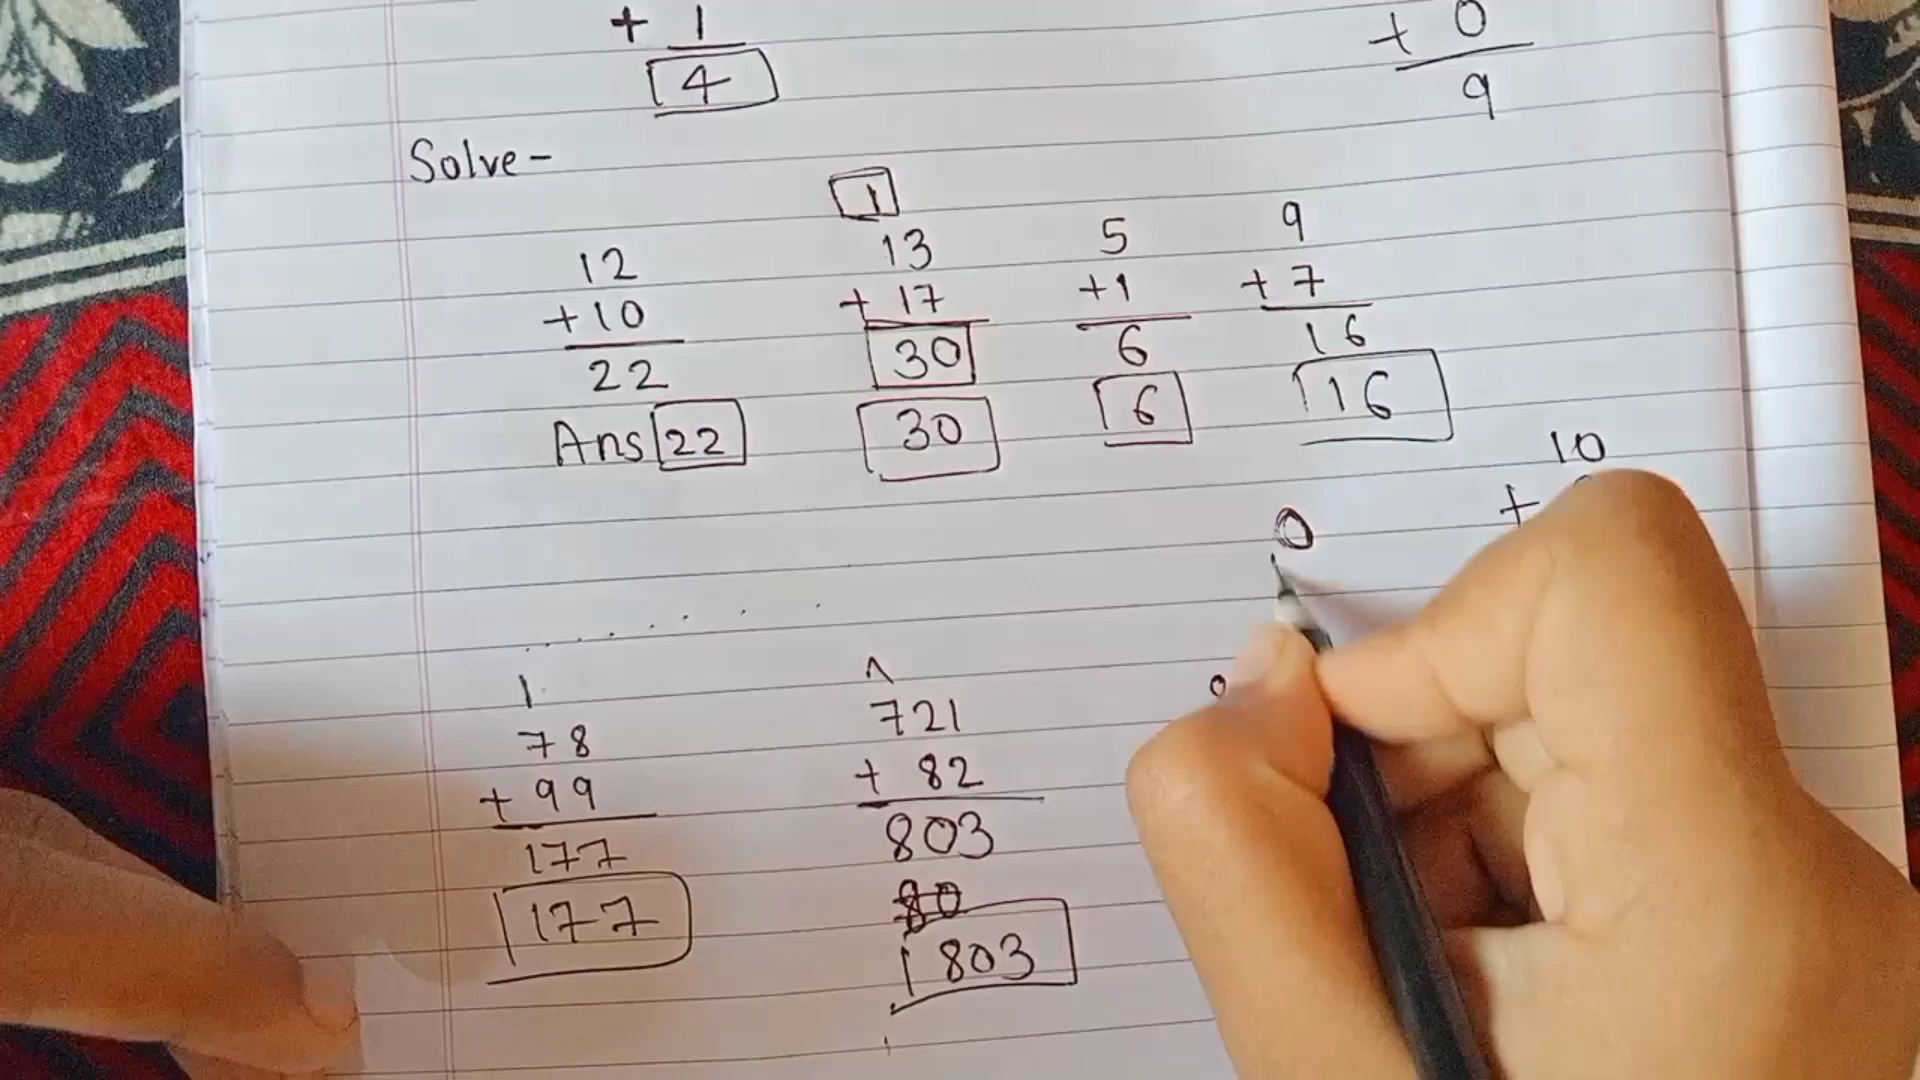 + 1 + 0
4 9
Solve-
1
12 13 5 9
+10 + 17 +1 + 7
22 30 6 16
Ans 22 30 6 16
10
0 +
1 ^
78 721
+ 99 + 82
177 803
80
177 803